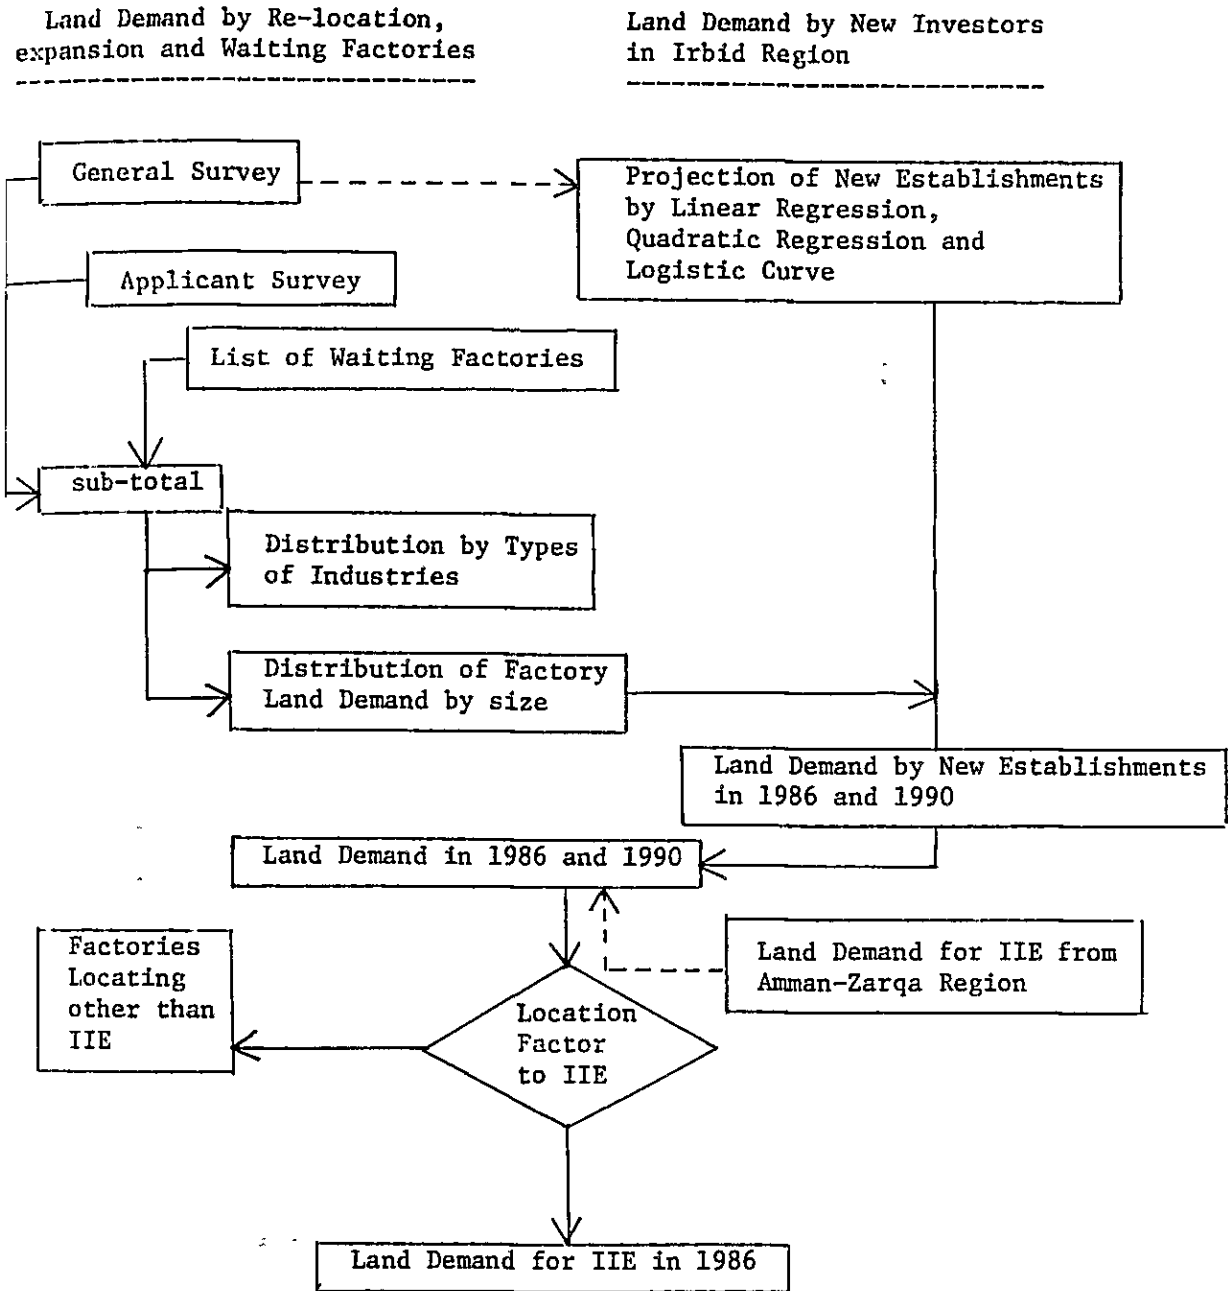 Land Demand by Re-location,
expansion and Waiting Factories
Land Demand by New Investors
in Irbid Region
General Survey
Projection of New Establishments
by Linear Regression,
Quadratic Regression and
Logistic Curve
Applicant Survey
List of Waiting Factories
sub-total
Distribution by Types
of Industries
Distribution of Factory
Land Demand by size
Land Demand by New Establishments
in 1986 and 1990
Land Demand in 1986 and 1990
Factories
Locating
other than
IIE
Land Demand for IIE from
Amman-Zarqa Region
Location
Factor
to IIE
Land Demand for IIE in 1986